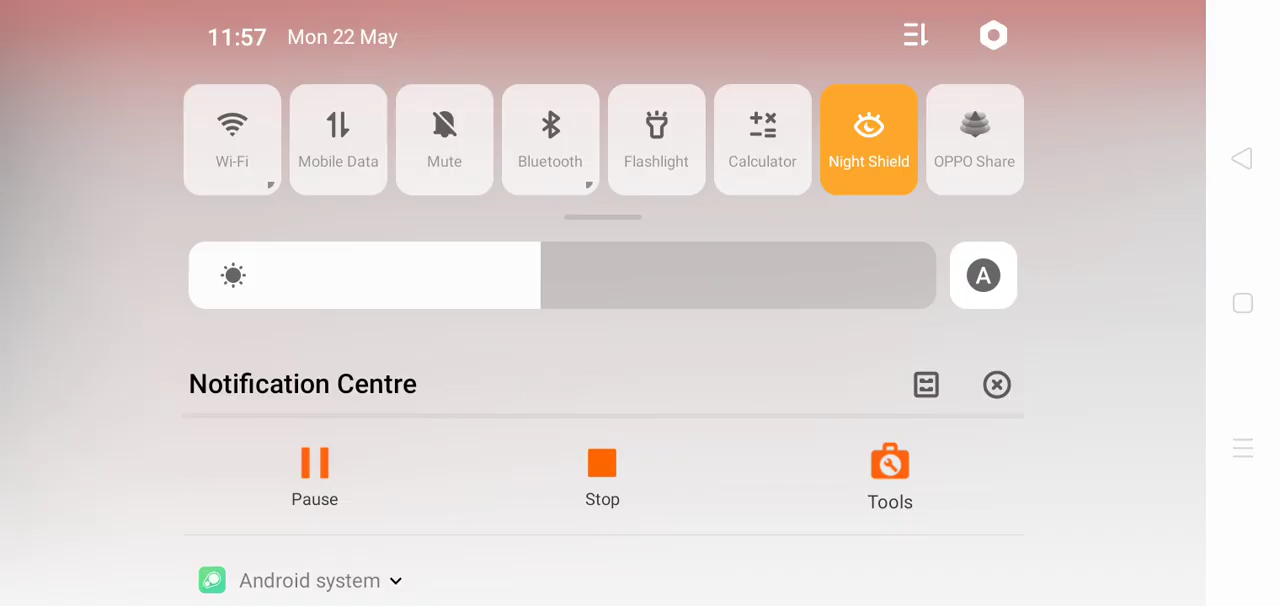 11:57 Mon 22 May
Wi-Fi Mobile Data Mute Bluetooth Flashlight Calculator Night Shield OPPO Share
A
Notification Centre
Pause Stop Tools
Android system